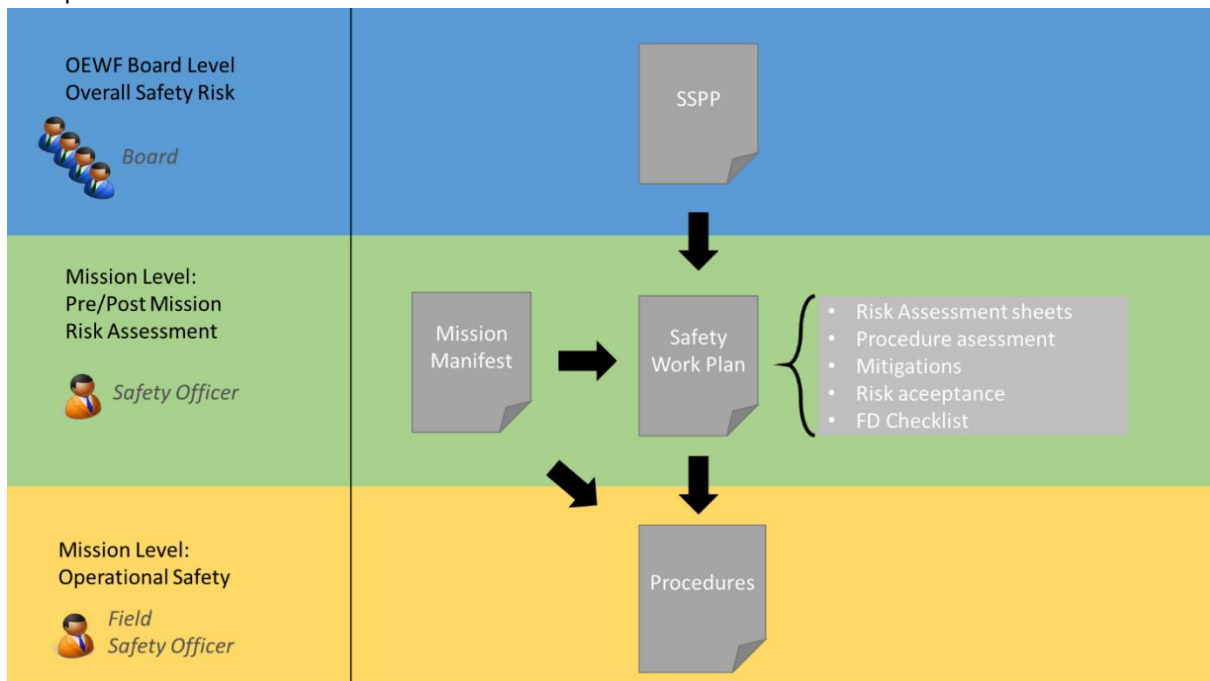 OEWF Board Level
Overall Safety Risk
Board
SSPP
Mission Level:
Pre/Post Mission
Risk Assessment
Safety Officer
Mission
Manifest
Safety
Work Plan
• Risk Assessment sheets
• Procedure asessment
• Mitigations
• Risk aceeptance
• FD Checklist
Mission Level:
Operational Safety
Field
Safety Officer
Procedures